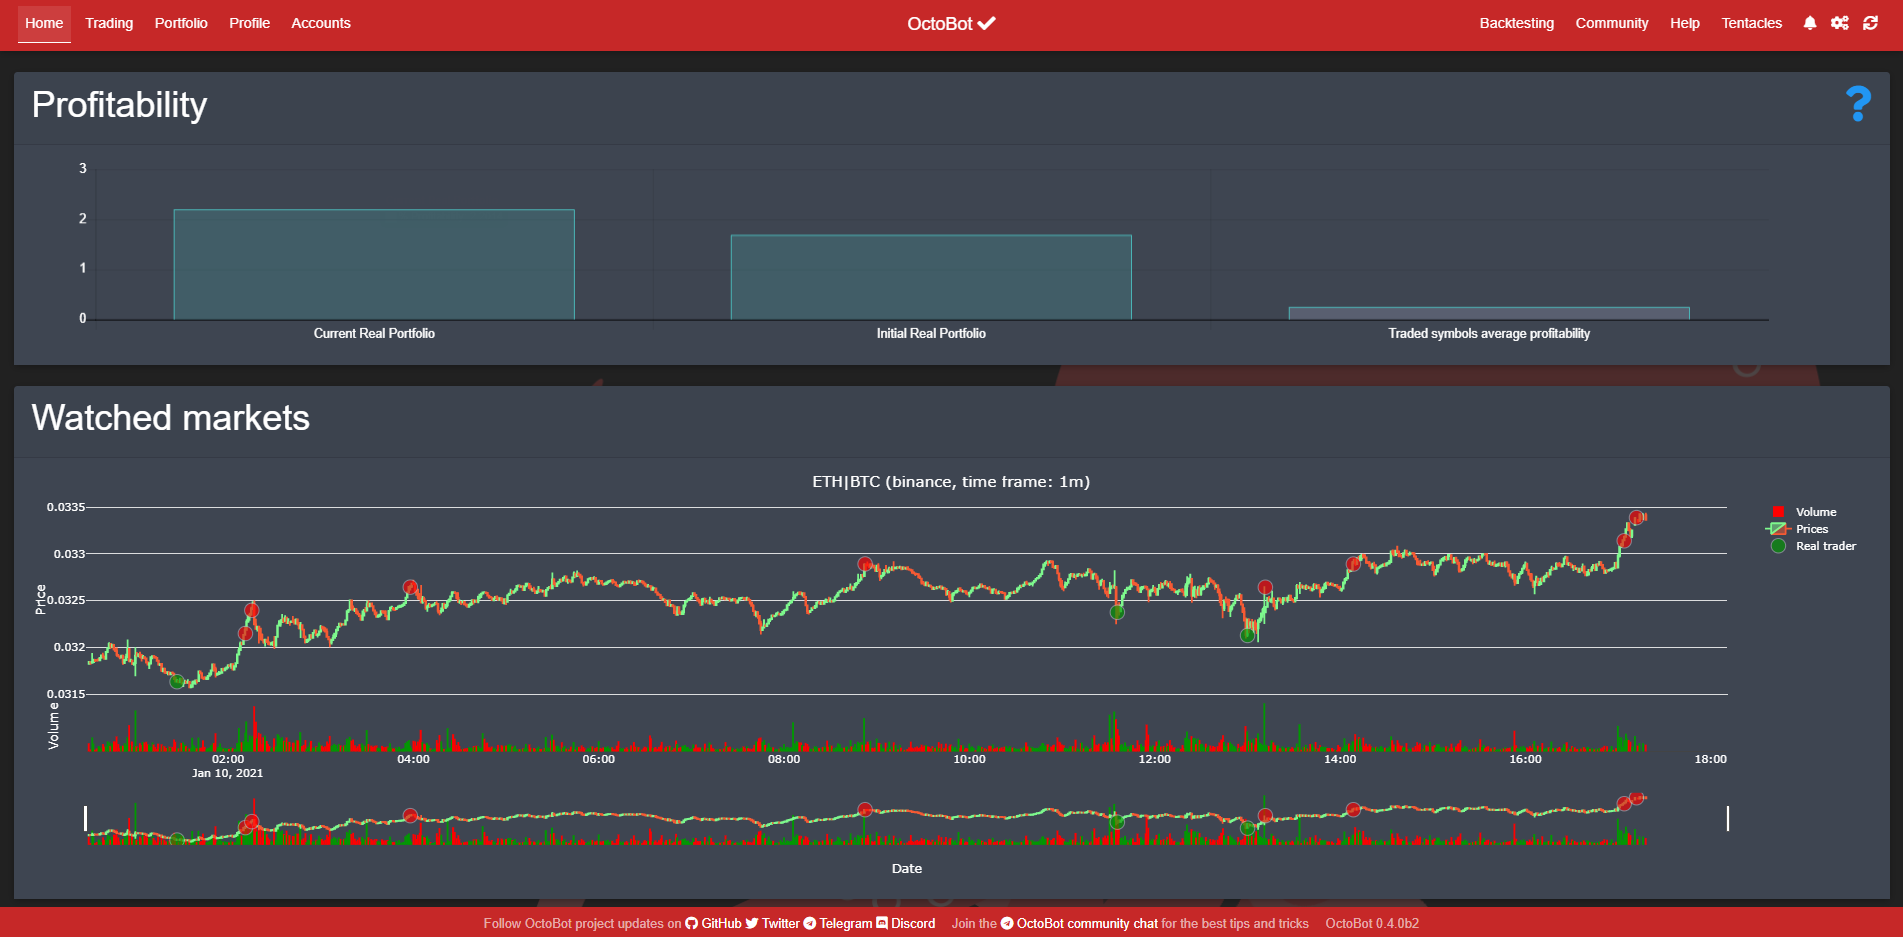 Home Trading Portfolio Profile Accounts OctoBot Backtesting Community Help Tentacles
Profitability
3
2
1
0
Current Real Portfolio Initial Real Portfolio Traded symbols average profitability
Watched markets
ETH|BTC (binance, time frame: 1m)
0.0335
0.033
0.0325
0.032
0.0315
Price
Volume
Volume
Prices
Real trader
02:00 04:00 06:00 08:00 10:00 12:00 14:00 16:00 18:00
Jan 10, 2021
Date
Follow OctoBot project updates on GitHub Twitter Telegram Discord Join the OctoBot community chat for the best tips and tricks OctoBot 0.4.0b2